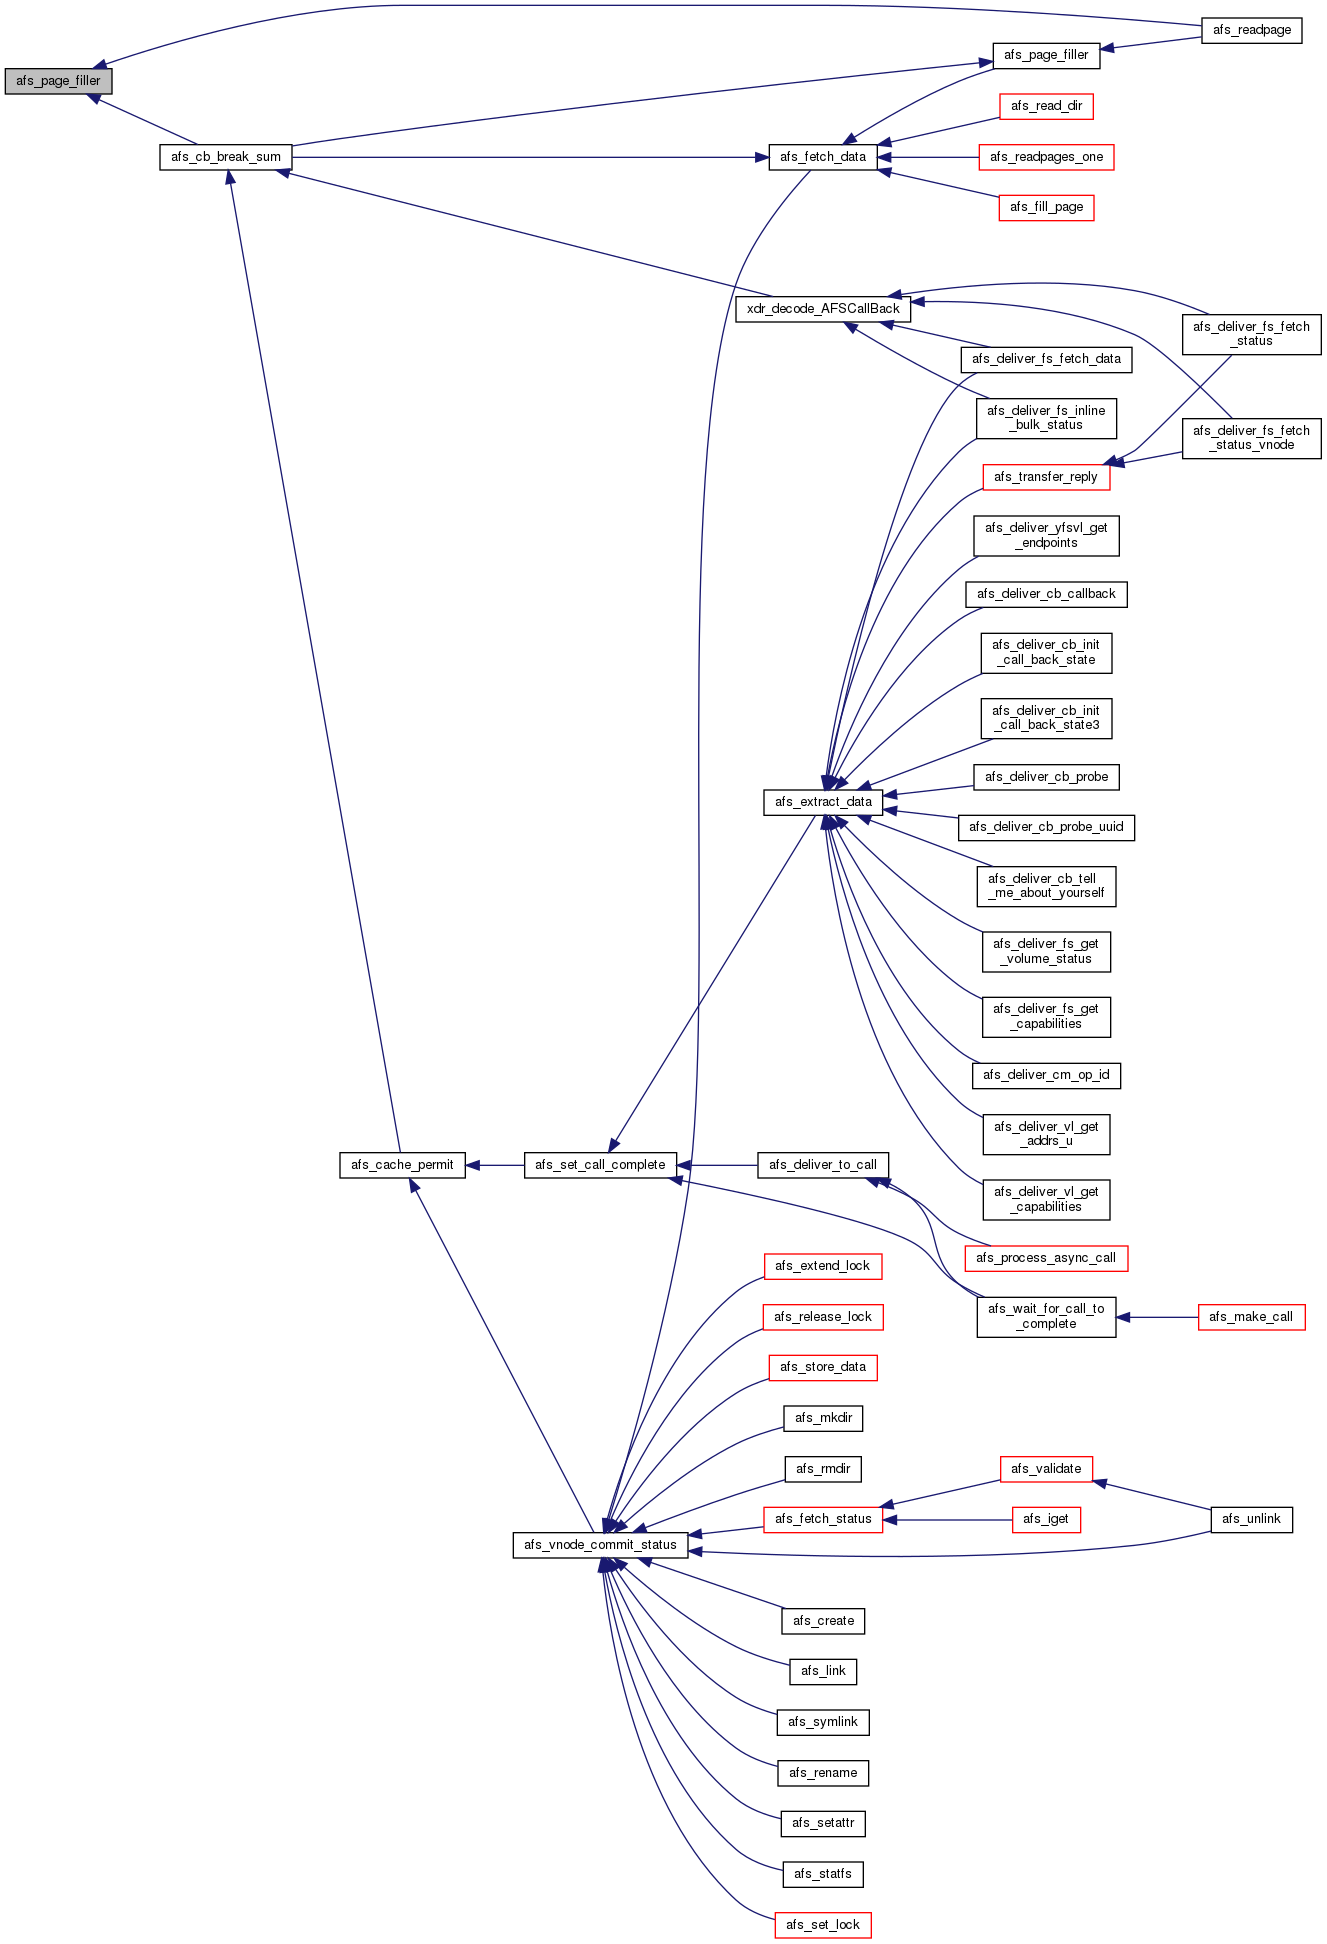 afs_readpage
afs_page_filler
afs_page_filler
afs_read_dir
afs_cb_break_sum
afs_fetch_data
afs_readpages_one
afs_fill_page
xdr_decode_AFSCallBack
afs_deliver_fs_fetch
_status
afs_deliver_fs_fetch_data
afs_deliver_fs_inline
_bulk_status
afs_deliver_fs_fetch
_status_vnode
afs_transfer_reply
afs_deliver_yfsvl_get
_endpoints
afs_deliver_cb_callback
afs_deliver_cb_init
_call_back_state
afs_deliver_cb_init
_call_back_state3
afs_deliver_cb_probe
afs_extract_data
afs_deliver_cb_probe_uuid
afs_deliver_cb_tell
_me_about_yourself
afs_deliver_fs_get
_volume_status
afs_deliver_fs_get
_capabilities
afs_deliver_cm_op_id
afs_deliver_vl_get
_addrs_u
afs_cache_permit
afs_set_call_complete
afs_deliver_to_call
afs_deliver_vl_get
_capabilities
afs_process_async_call
afs_extend_lock
afs_wait_for_call_to
_complete
afs_make_call
afs_release_lock
afs_store_data
afs_mkdir
afs_rmdir
afs_validate
afs_fetch_status
afs_iget
afs_unlink
afs_vnode_commit_status
afs_create
afs_link
afs_symlink
afs_rename
afs_setattr
afs_statfs
afs_set_lock